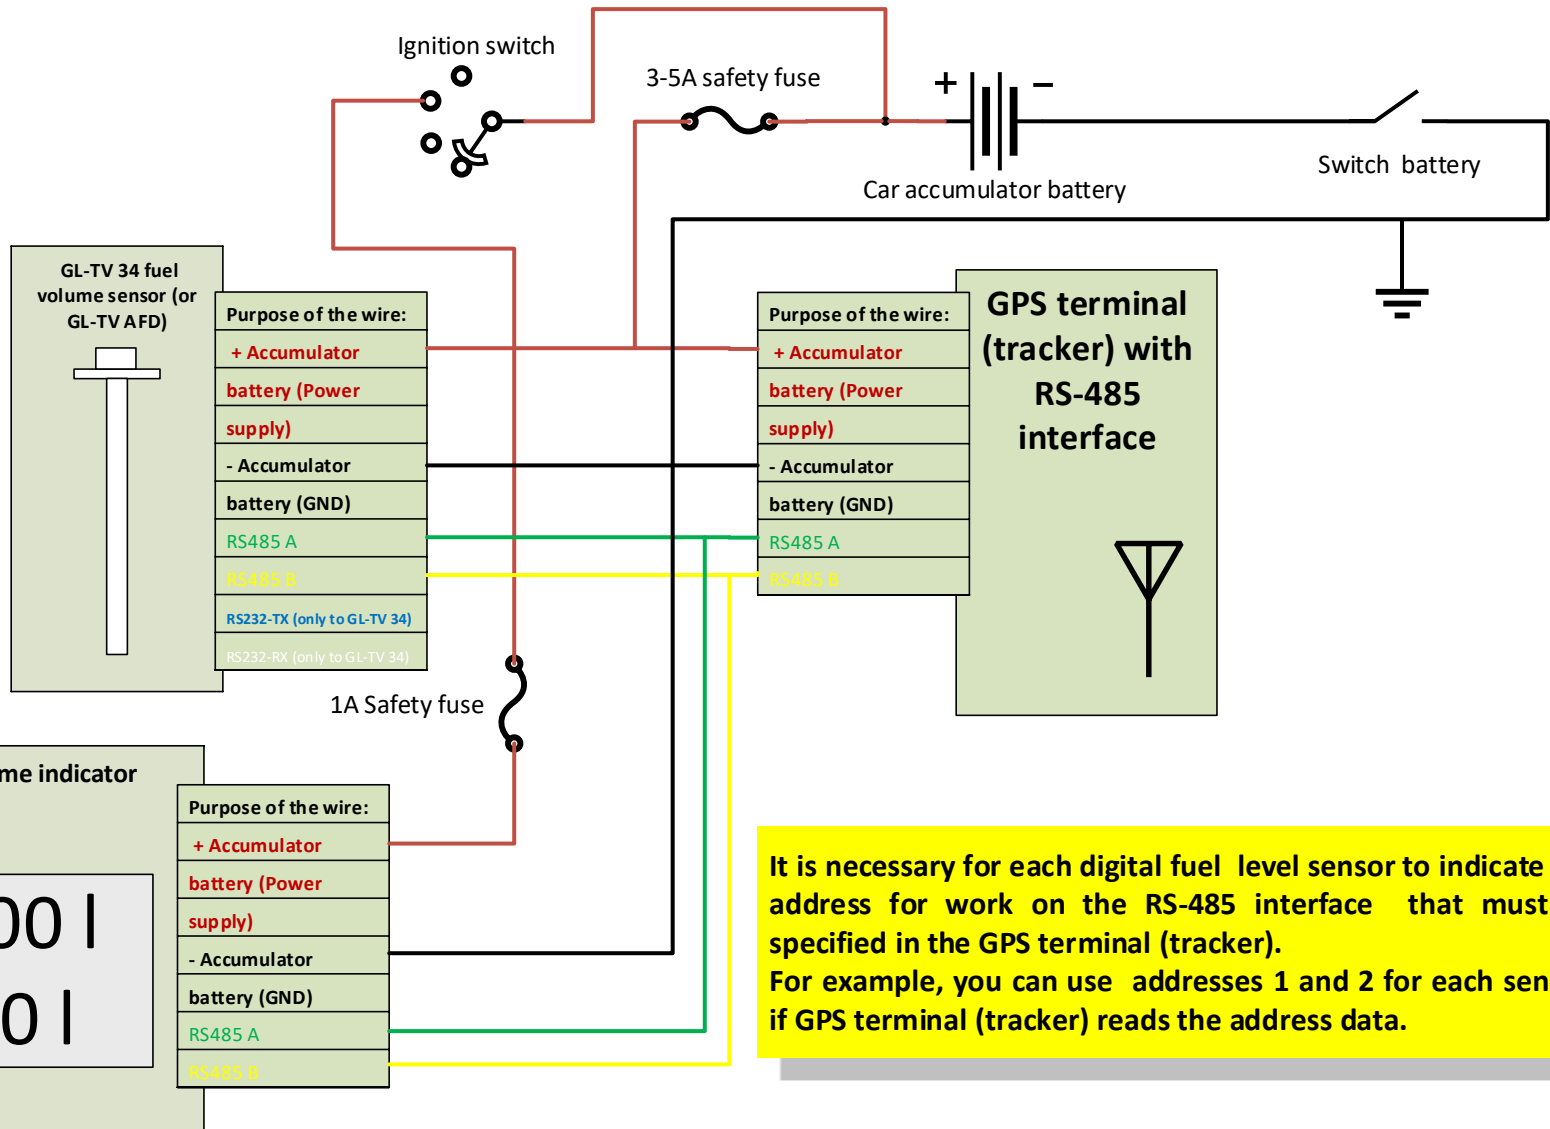 Ignition switch
3-5A safety fuse
+
−
Car accumulator battery
Switch battery
GL-TV 34 fuel
volume sensor (or
GL-TV AFD)
Purpose of the wire:
+ Accumulator
battery (Power
supply)
- Accumulator
battery (GND)
RS485 A
RS485 B
RS232-TX (only to GL-TV 34)
RS232-RX (only to GL-TV 34)
Purpose of the wire:
+ Accumulator
battery (Power
supply)
- Accumulator
battery (GND)
RS485 A
RS485 B
GPS terminal
(tracker) with
RS-485
interface
1A Safety fuse
me indicator
00 l
0 l
Purpose of the wire:
+ Accumulator
battery (Power
supply)
- Accumulator
battery (GND)
RS485 A
RS485 B
It is necessary for each digital fuel level sensor to indicate
address for work on the RS-485 interface that must
specified in the GPS terminal (tracker).
For example, you can use addresses 1 and 2 for each sen
if GPS terminal (tracker) reads the address data.